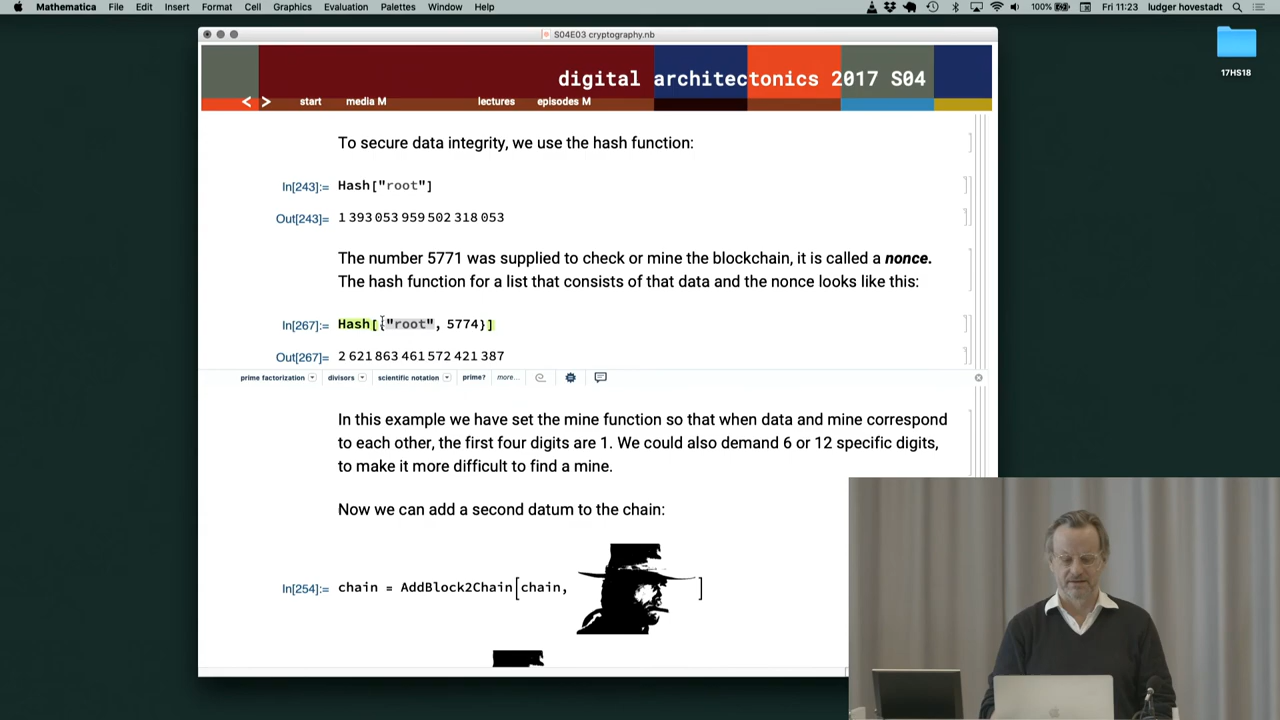 Mathematica File Edit Insert Format Cell Graphics Evaluation Palettes Window Help 100% Fri 11:23 ludger hovestadt
S04E03 cryptography.nb
17HS18
digital architectonics 2017 S04
< > start media M lectures episodes M
To secure data integrity, we use the hash function:
In[243]:= Hash["root"]
Out[243]= 1 393 053 959 502 318 053
The number 5771 was supplied to check or mine the blockchain, it is called a nonce.
The hash function for a list that consists of that data and the nonce looks like this:
In[267]:= Hash[{"root", 5774}]
Out[267]= 2 621 863 461 572 421 387
prime factorization divisors scientific notation prime? more...
In this example we have set the mine function so that when data and mine correspond
to each other, the first four digits are 1. We could also demand 6 or 12 specific digits,
to make it more difficult to find a mine.
Now we can add a second datum to the chain:
In[254]:= chain = AddBlock2Chain[chain, ]